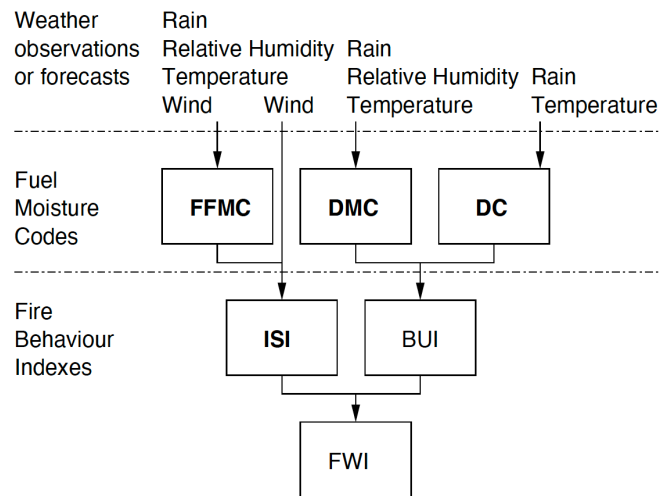 Weather
observations
or forecasts
Rain
Relative Humidity
Temperature
Wind
Wind
Rain
Relative Humidity
Temperature
Rain
Temperature
Fuel
Moisture
Codes
FFMC
DMC
DC
Fire
Behaviour
Indexes
ISI
BUI
FWI